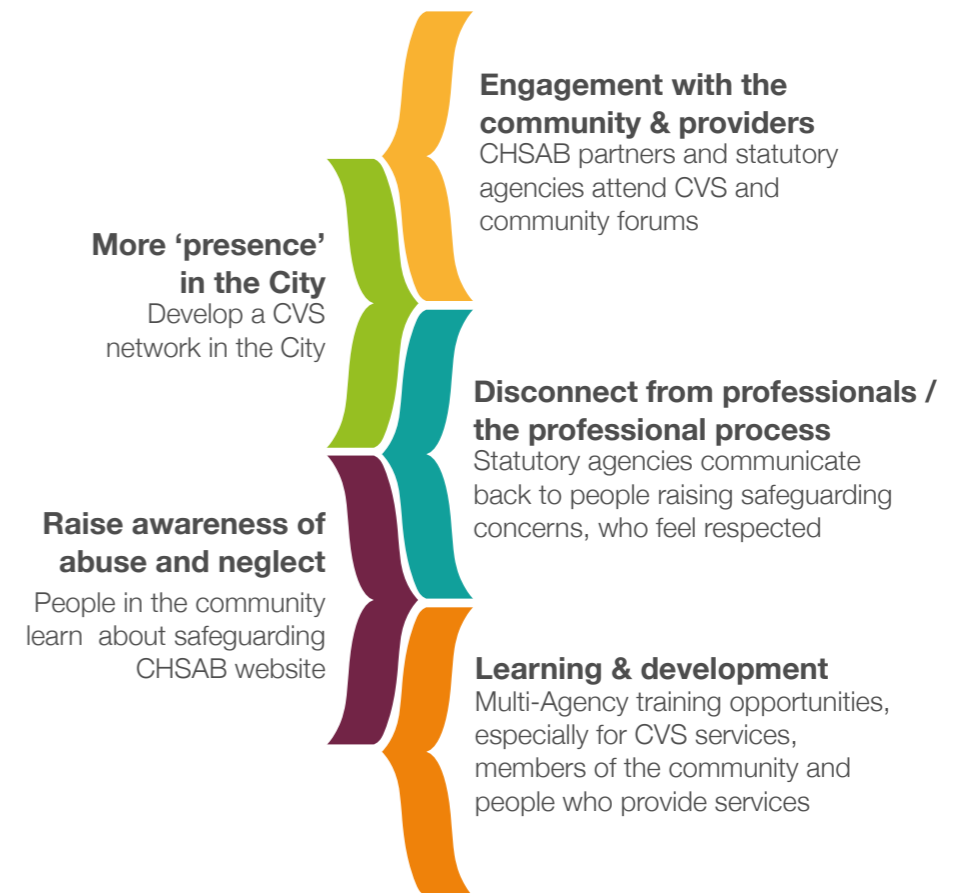 Engagement with the
community & providers
CHSAB partners and statutory
agencies attend CVS and
community forums
More ‘presence’
in the City
Develop a CVS
network in the City
Disconnect from professionals /
the professional process
Statutory agencies communicate
back to people raising safeguarding
concerns, who feel respected
Raise awareness of
abuse and neglect
People in the community
learn about safeguarding
CHSAB website
Learning & development
Multi-Agency training opportunities,
especially for CVS services,
members of the community and
people who provide services